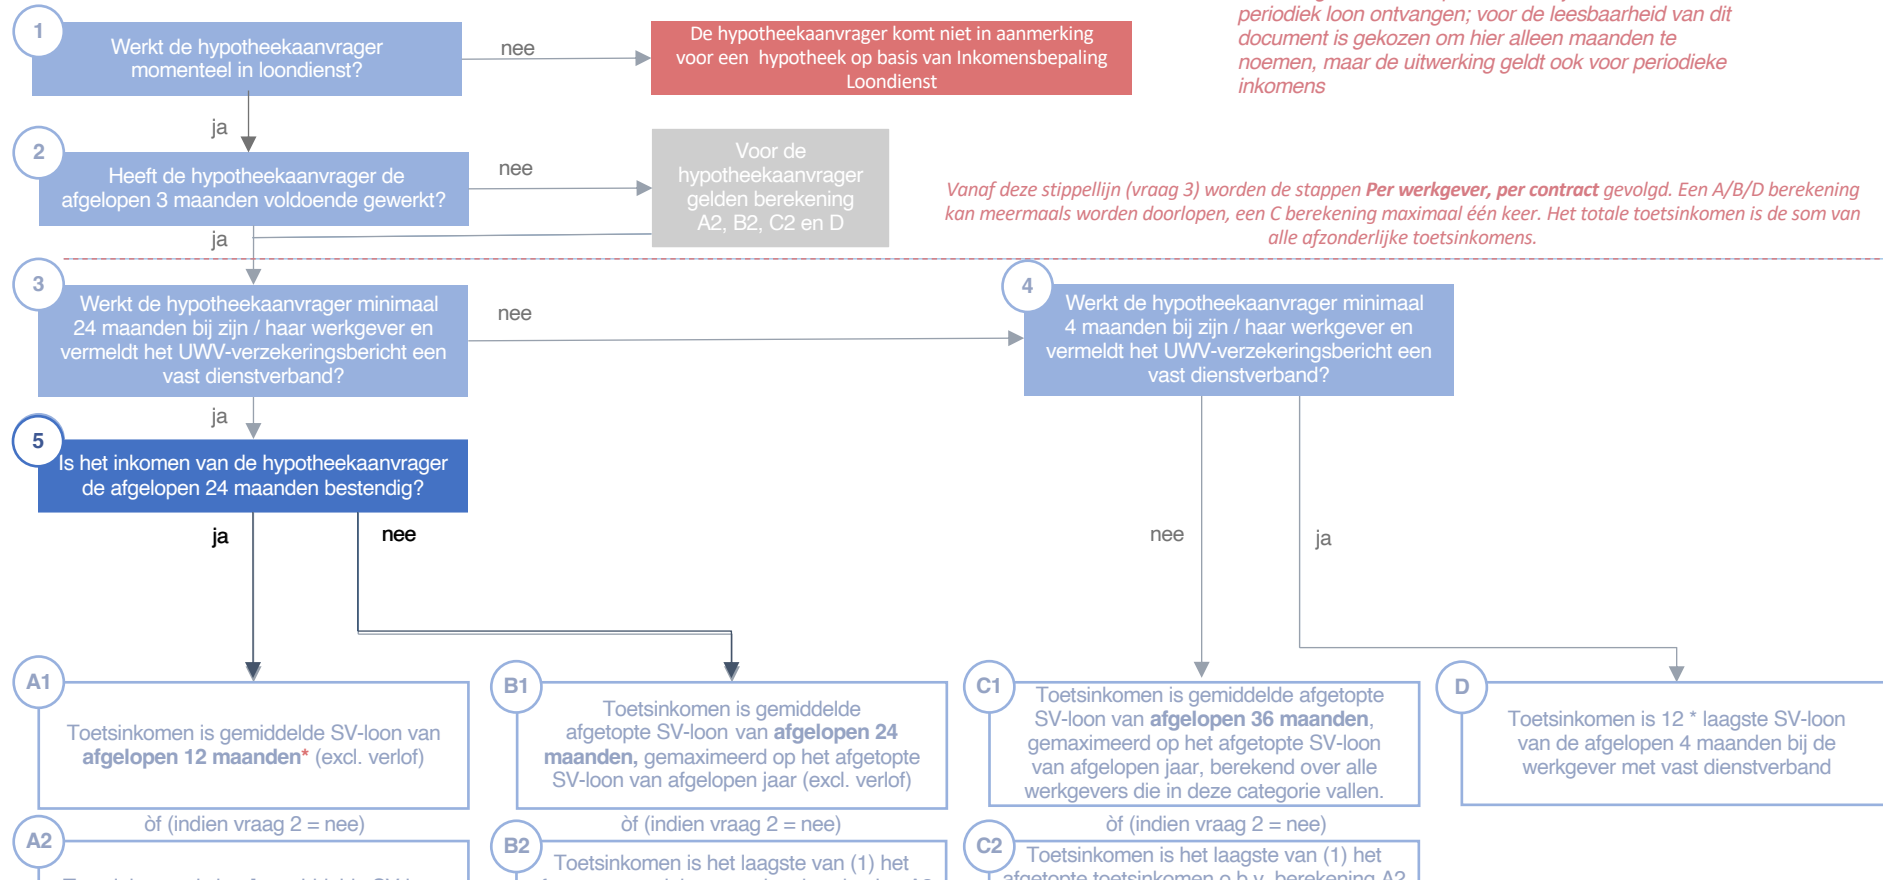 periodiek loon ontvangen; voor de leesbaarheid van dit
document is gekozen om hier alleen maanden te
noemen, maar de uitwerking geldt ook voor periodieke
inkomens
1
Werkt de hypotheekaanvrager
momenteel in loondienst?
nee
De hypotheekaanvrager komt niet in aanmerking
voor een hypotheek op basis van Inkomensbepaling
Loondienst
ja
2
Heeft de hypotheekaanvrager de
afgelopen 3 maanden voldoende gewerkt?
nee
Voor de
hypotheekaanvrager
gelden berekening
A2, B2, C2 en D
ja
Vanaf deze stippellijn (vraag 3) worden de stappen Per werkgever, per contract gevolgd. Een A/B/D berekening
kan meermaals worden doorlopen, een C berekening maximaal één keer. Het totale toetsinkomen is de som van
alle afzonderlijke toetsinkomens.
3
Werkt de hypotheekaanvrager minimaal
24 maanden bij zijn / haar werkgever en
vermeldt het UWV-verzekeringsbericht een
vast dienstverband?
nee
4
Werkt de hypotheekaanvrager minimaal
4 maanden bij zijn / haar werkgever en
vermeldt het UWV-verzekeringsbericht een
vast dienstverband?
ja
5
Is het inkomen van de hypotheekaanvrager
de afgelopen 24 maanden bestendig?
ja
nee
nee
ja
A1
Toetsinkomen is gemiddelde SV-loon van
afgelopen 12 maanden* (excl. verlof)
B1
Toetsinkomen is gemiddelde
afgetopte SV-loon van afgelopen 24
maanden, gemaximeerd op het afgetopte
SV-loon van afgelopen jaar (excl. verlof)
C1
Toetsinkomen is gemiddelde afgetopte
SV-loon van afgelopen 36 maanden,
gemaximeerd op het afgetopte SV-loon
van afgelopen jaar, berekend over alle
werkgevers die in deze categorie vallen.
D
Toetsinkomen is 12 * laagste SV-loon
van de afgelopen 4 maanden bij de
werkgever met vast dienstverband
òf (indien vraag 2 = nee)
òf (indien vraag 2 = nee)
òf (indien vraag 2 = nee)
A2
B2
Toetsinkomen is het laagste van (1) het
C2
Toetsinkomen is het laagste van (1) het
afgetopte toetsinkomen o.b.v. berekening A2